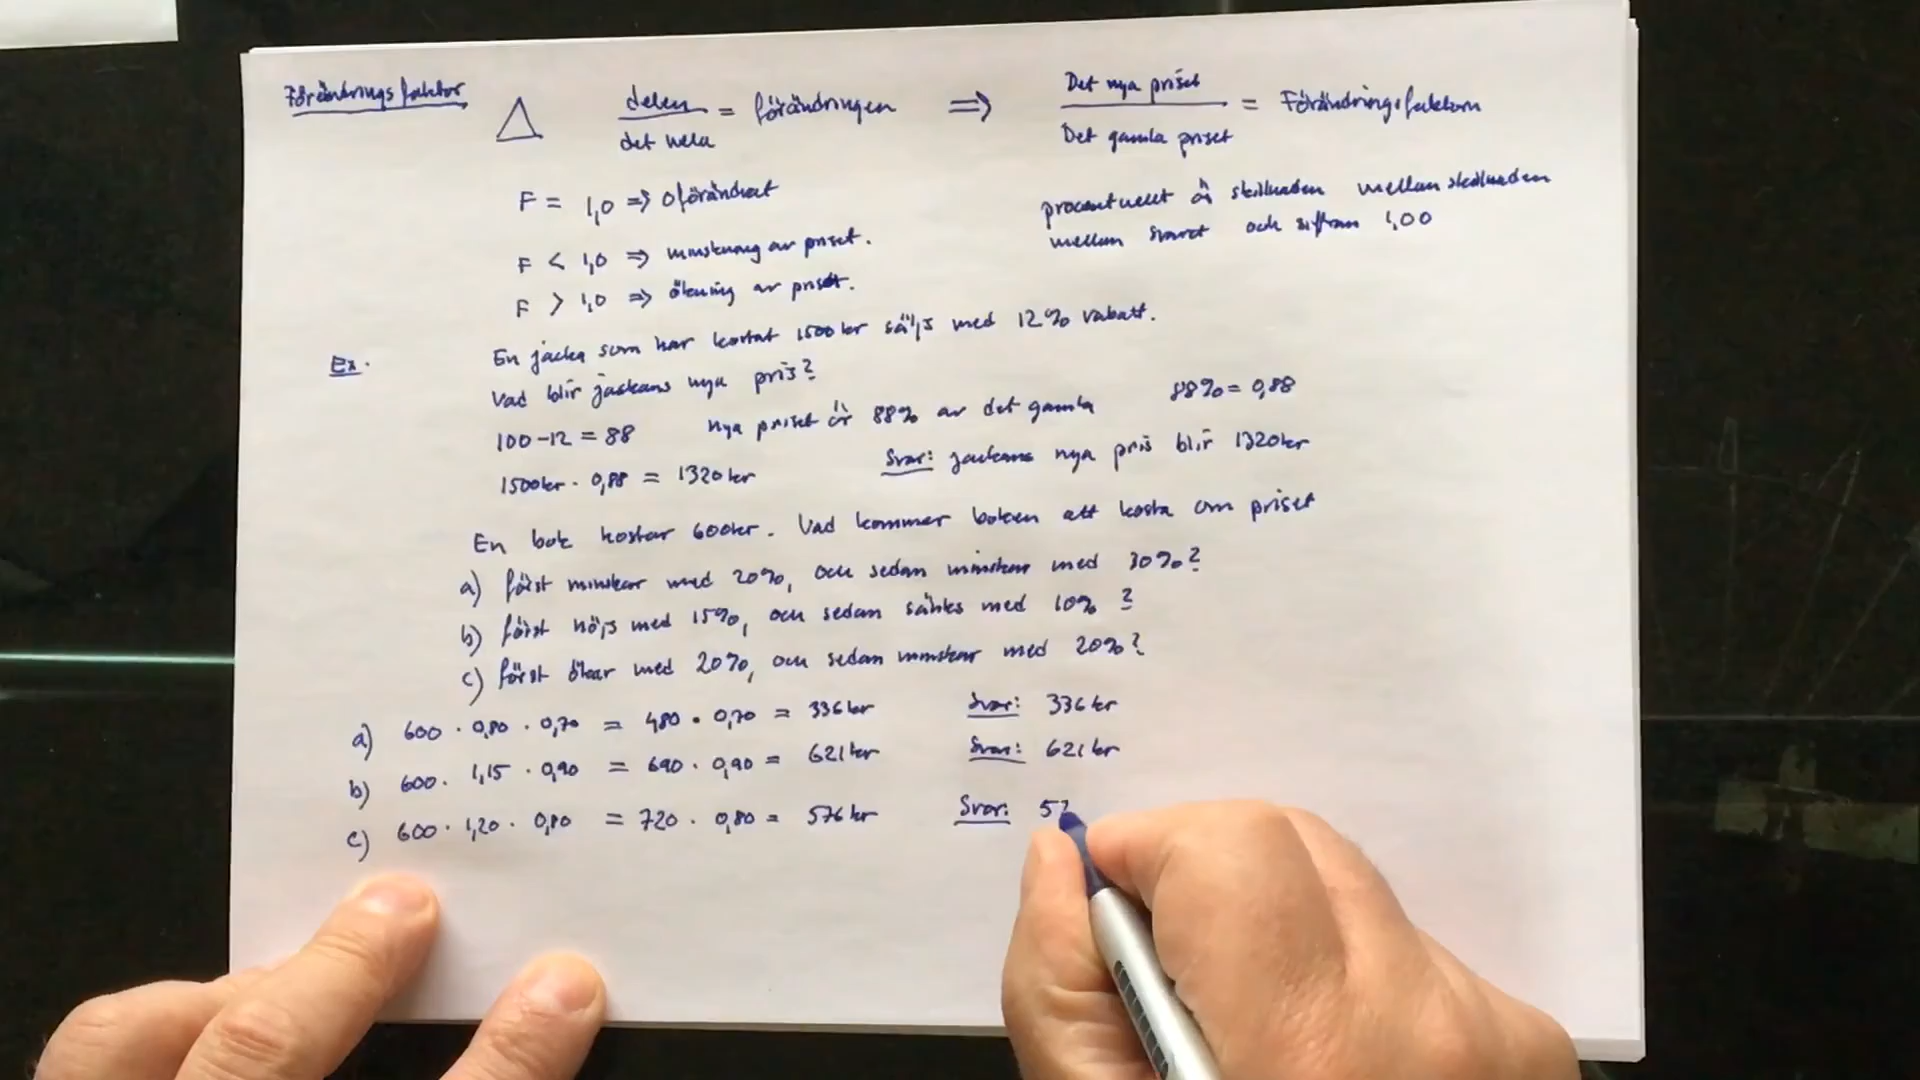 Förändringsfaktor
Δ delen / det hela = förändringen ⇒ Det nya priset / Det gamla priset = Förändringsfaktorn
F = 1,0 ⇒ oförändrat
F < 1,0 ⇒ minskning av priset.
F > 1,0 ⇒ ökning av priset.
procentuellt är skillnaden mellan skillnaden
mellan svaret och siffran 1,00
Ex. En jacka som har kostat 1500 kr säljs med 12% rabatt.
Vad blir jackans nya pris?
100-12 = 88 nya priset är 88% av det gamla 88% = 0,88
1500kr · 0,88 = 1320 kr Svar: jackans nya pris blir 1320kr
En bok kostar 600kr. Vad kommer boken att kosta om priset
a) först minskar med 20%, och sedan minskar med 30%?
b) först höjs med 15%, och sedan sänks med 10%?
c) först ökar med 20%, och sedan minskar med 20%?
a) 600 · 0,80 · 0,70 = 480 · 0,70 = 336 kr Svar: 336 kr
b) 600 · 1,15 · 0,90 = 690 · 0,90 = 621 kr Svar: 621 kr
c) 600 · 1,20 · 0,80 = 720 · 0,80 = 576 kr Svar: 57